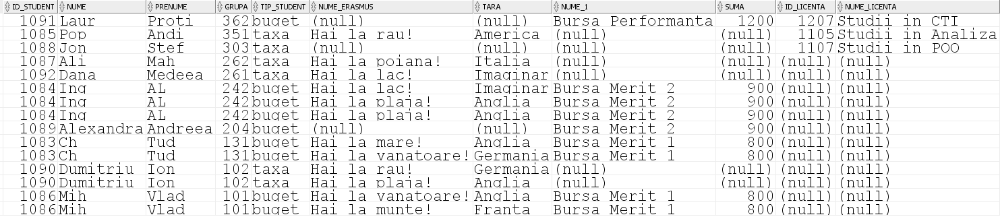 ID_STUDENT NUME PRENUME GRUPA TIP_STUDENT NUME_ERASMUS TARA NUME_1 SUMA ID_LICENTA NUME_LICENTA
1091 Laur Proti 362 buget (null) (null) Bursa Performanta 1200 1207 Studii in CTI
1085 Pop Andi 351 taxa Hai la rau! America (null) (null) 1105 Studii in Analiza
1088 Jon Stef 303 taxa (null) (null) (null) (null) 1107 Studii in POO
1087 Ali Mah 262 taxa Hai la poiana! Italia (null) (null) (null) (null)
1092 Dana Medeea 261 taxa Hai la lac! Imaginar (null) (null) (null) (null)
1084 Ing AL 242 buget Hai la lac! Imaginar Bursa Merit 2 900 (null) (null)
1084 Ing AL 242 buget Hai la plaja! Anglia Bursa Merit 2 900 (null) (null)
1084 Ing AL 242 buget Hai la plaja! Anglia Bursa Merit 2 900 (null) (null)
1089 Alexandra Andreea 204 buget (null) (null) Bursa Merit 2 900 (null) (null)
1083 Ch Tud 131 buget Hai la mare! Anglia Bursa Merit 1 800 (null) (null)
1083 Ch Tud 131 buget Hai la vanatoare! Germania Bursa Merit 1 800 (null) (null)
1090 Dumitriu Ion 102 taxa Hai la rau! Germania (null) (null) (null) (null)
1090 Dumitriu Ion 102 taxa Hai la plaja! Anglia (null) (null) (null) (null)
1086 Mih Vlad 101 buget Hai la vanatoare! Anglia Bursa Merit 1 800 (null) (null)
1086 Mih Vlad 101 buget Hai la munte! Franta Bursa Merit 1 800 (null) (null)